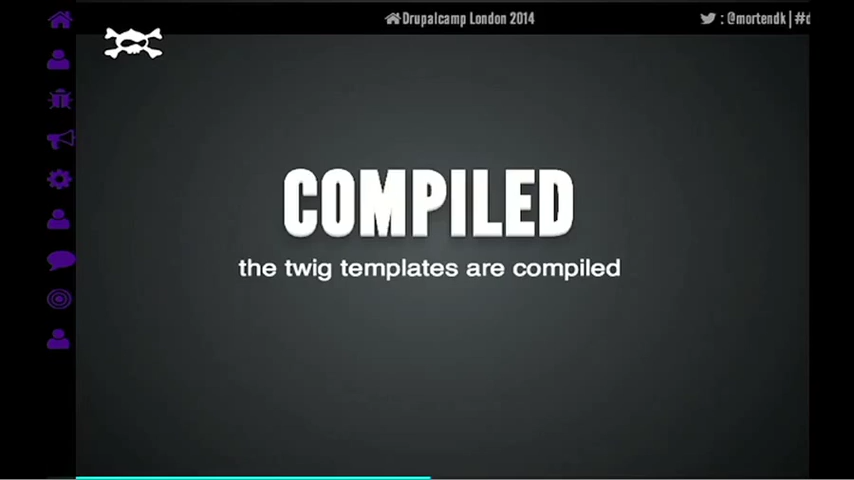 Drupalcamp London 2014
: @mortendk | #d
COMPILED
the twig templates are compiled